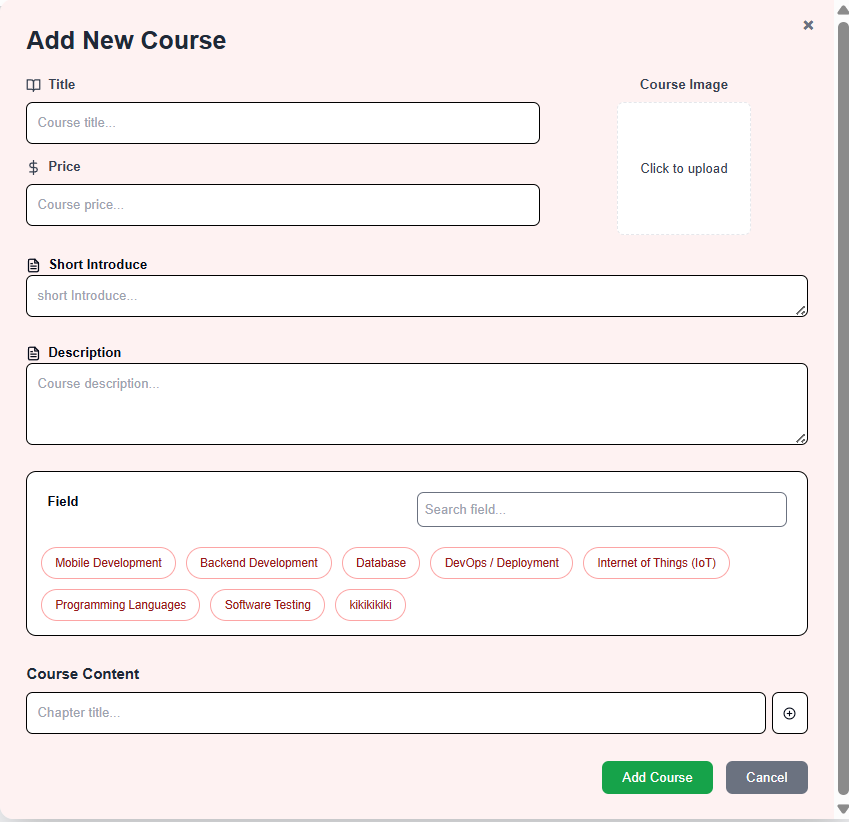 Add New Course
Title
Course Image
Course title...
Click to upload
Price
Course price...
Short Introduce
short Introduce...
Description
Course description...
Field
Search field...
Mobile Development Backend Development Database DevOps / Deployment Internet of Things (IoT)
Programming Languages Software Testing kikikikiki
Course Content
Chapter title...
Add Course Cancel